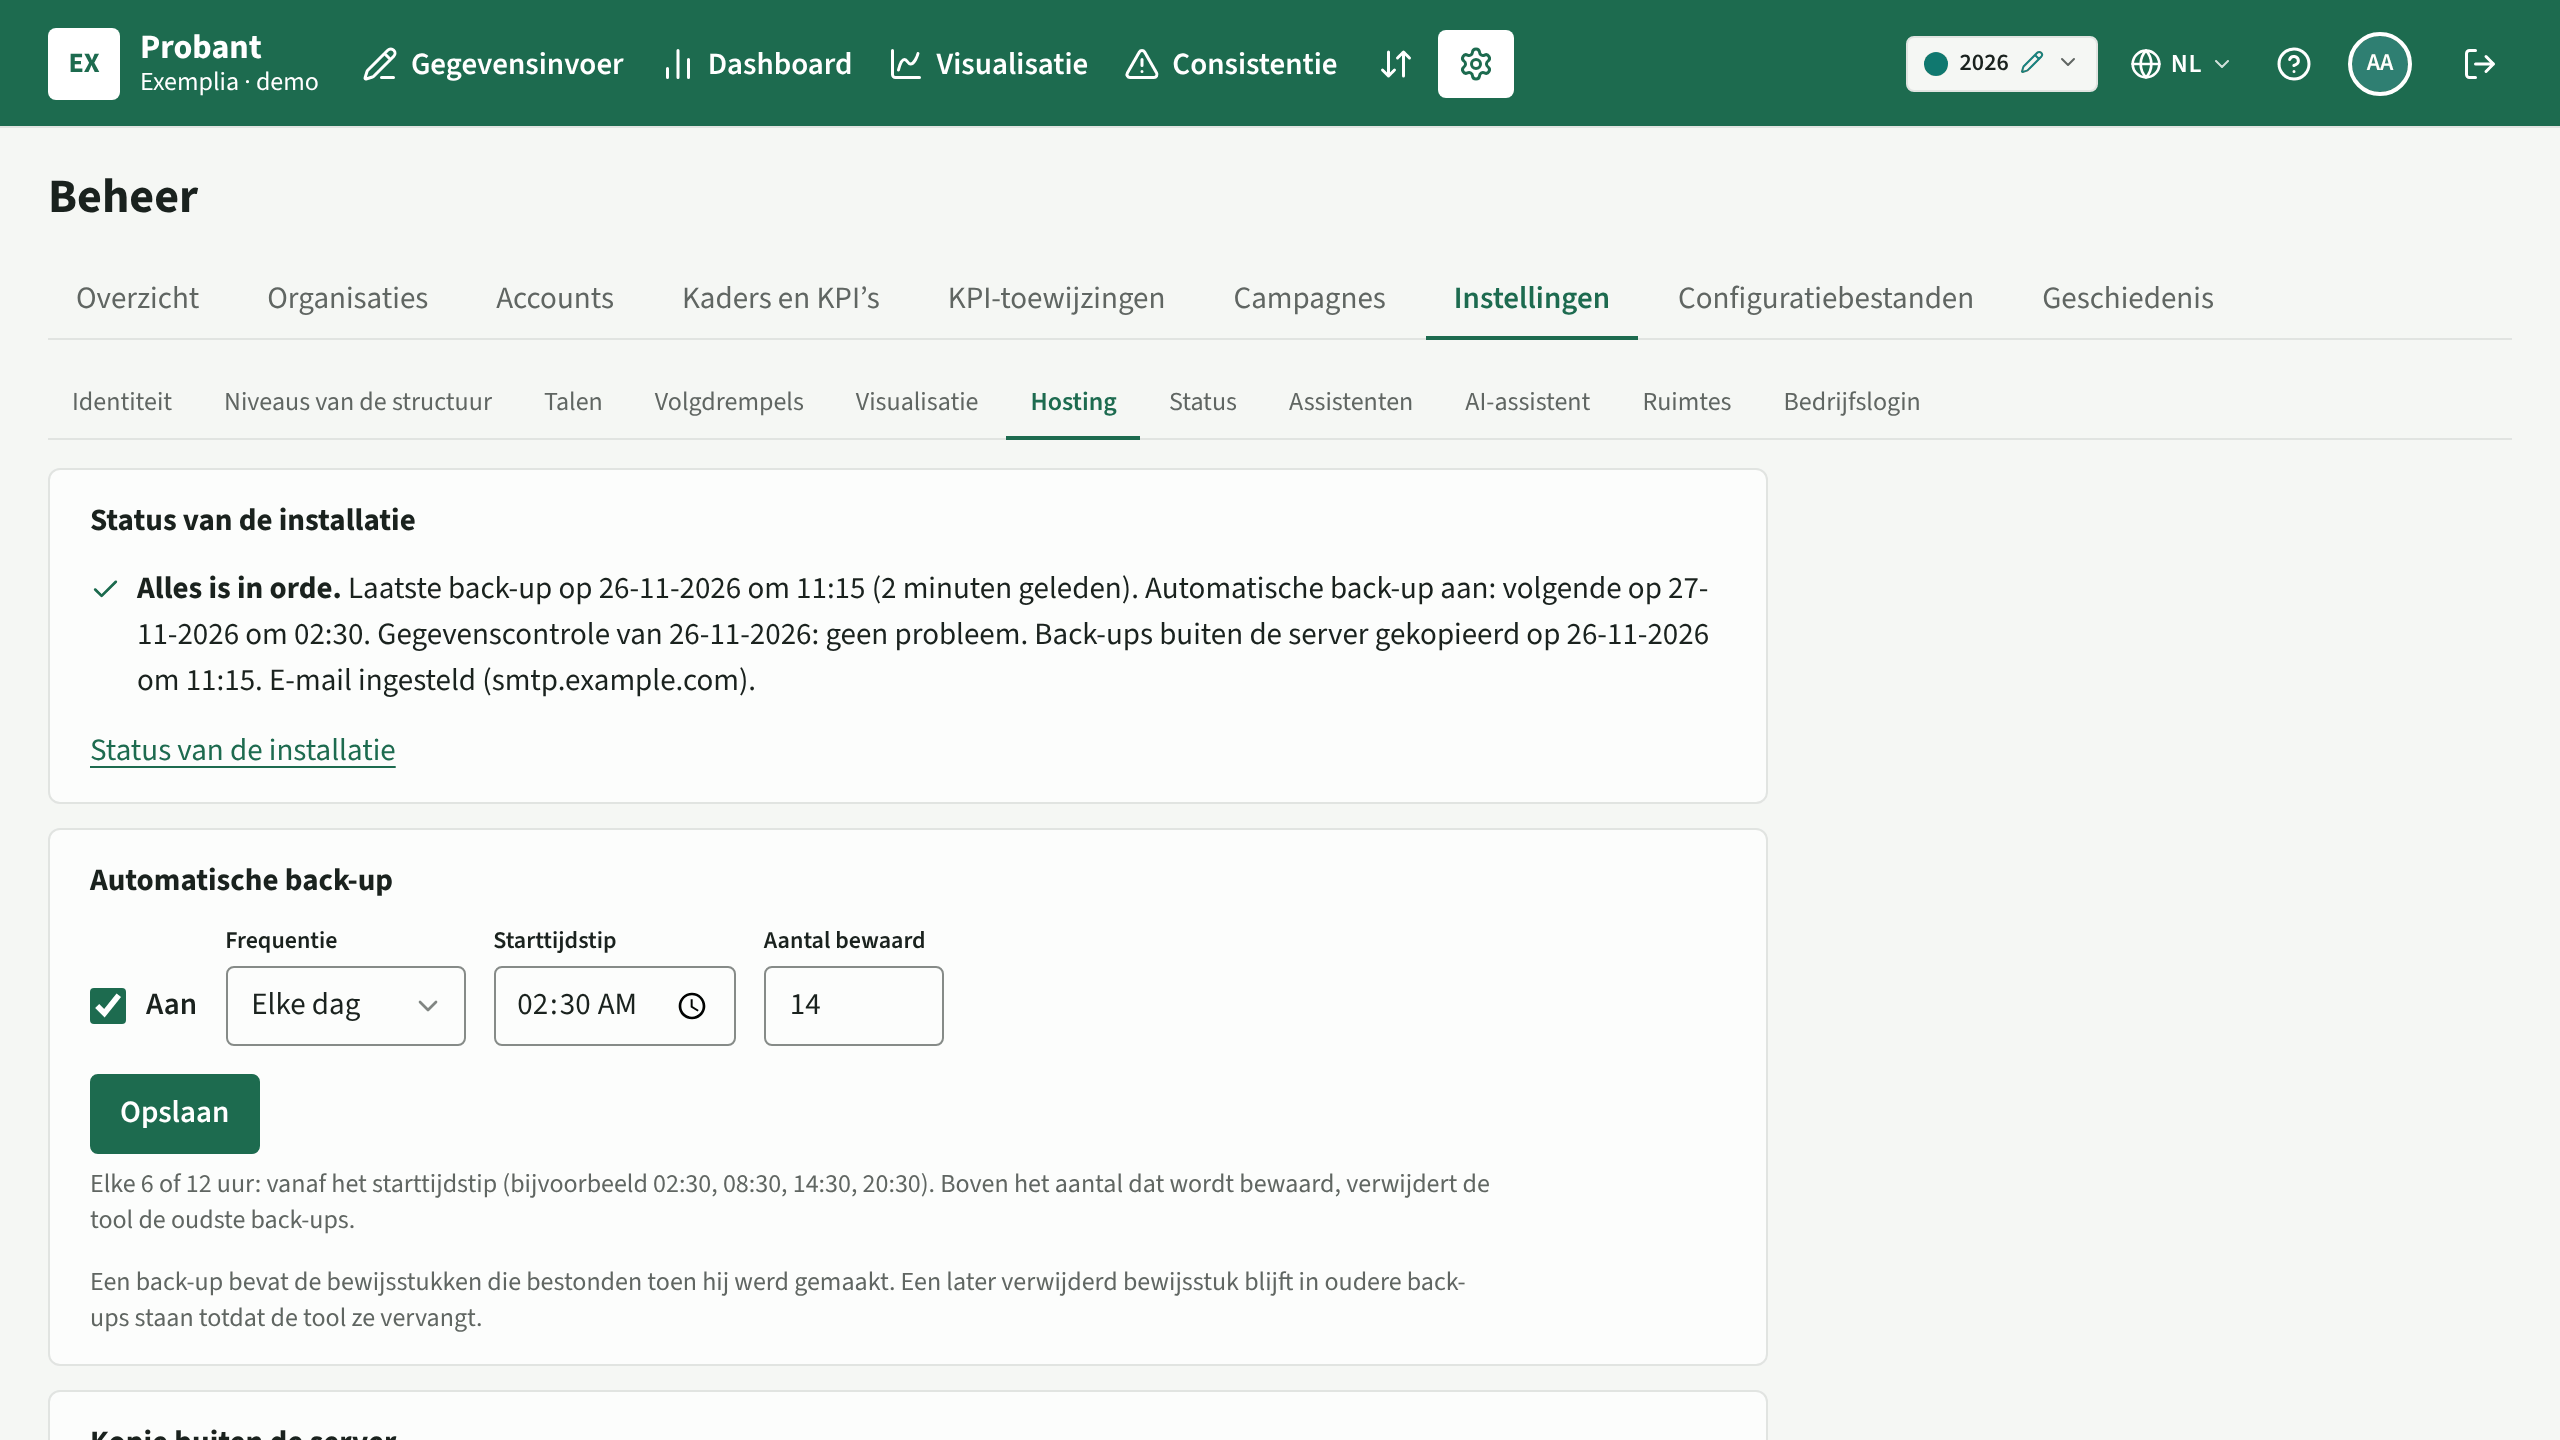 EX
Probant
Exemplia · demo
Gegevensinvoer
Dashboard
Visualisatie
Consistentie
2026
NL
AA
Beheer
Overzicht
Organisaties
Accounts
Kaders en KPI’s
KPI-toewijzingen
Campagnes
Instellingen
Configuratiebestanden
Geschiedenis
Identiteit
Niveaus van de structuur
Talen
Volgdrempels
Visualisatie
Hosting
Status
Assistenten
AI-assistent
Ruimtes
Bedrijfslogin
Status van de installatie
Alles is in orde. Laatste back-up op 26-11-2026 om 11:15 (2 minuten geleden). Automatische back-up aan: volgende op 27-
11-2026 om 02:30. Gegevenscontrole van 26-11-2026: geen probleem. Back-ups buiten de server gekopieerd op 26-11-2026
om 11:15. E-mail ingesteld (smtp.example.com).
Status van de installatie
Automatische back-up
Frequentie
Starttijdstip
Aantal bewaard
Aan
Elke dag
02:30 AM
14
Opslaan
Elke 6 of 12 uur: vanaf het starttijdstip (bijvoorbeeld 02:30, 08:30, 14:30, 20:30). Boven het aantal dat wordt bewaard, verwijdert de
tool de oudste back-ups.
Een back-up bevat de bewijsstukken die bestonden toen hij werd gemaakt. Een later verwijderd bewijsstuk blijft in oudere back-
ups staan totdat de tool ze vervangt.
Kopie buiten de server